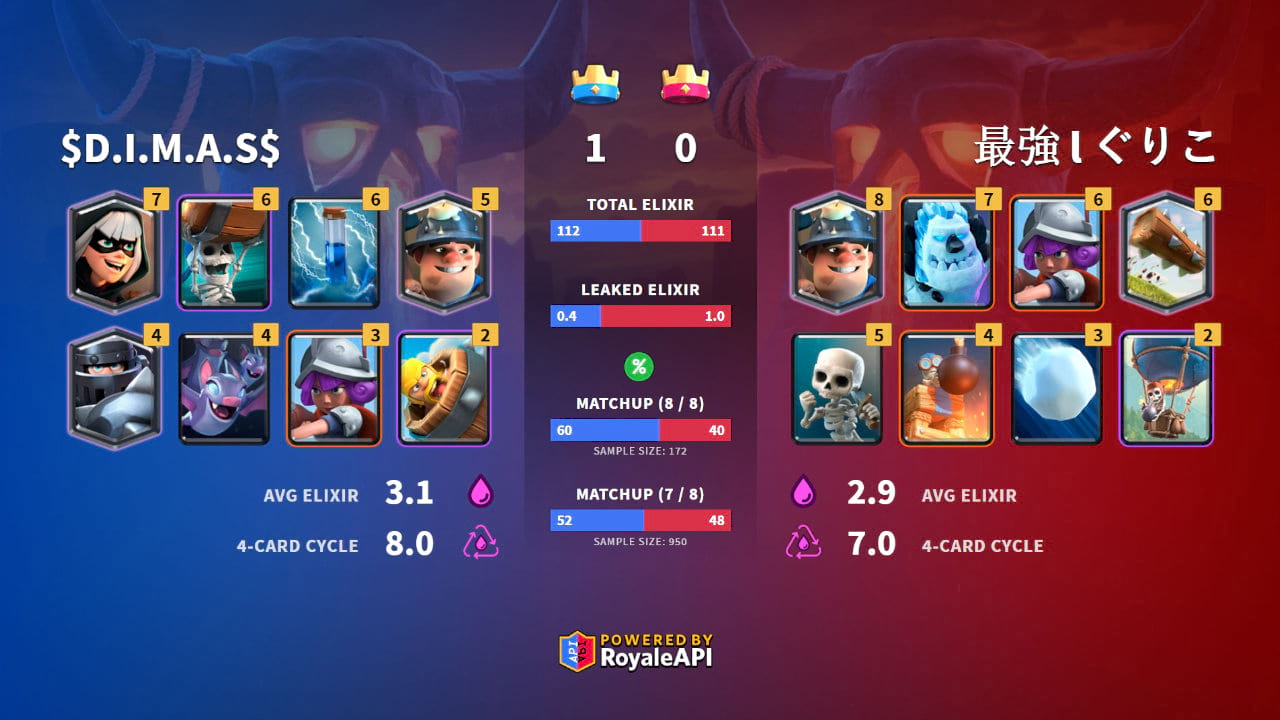 $D.I.M.A.S$
1 0
最強 l ぐりこ
7 6 6 5
4 4 3 2
TOTAL ELIXIR
112 111
LEAKED ELIXIR
0.4 1.0
%
MATCHUP (8 / 8)
60 40
SAMPLE SIZE: 172
MATCHUP (7 / 8)
52 48
SAMPLE SIZE: 950
8 7 6 6
5 4 3 2
AVG ELIXIR 3.1
4-CARD CYCLE 8.0
2.9 AVG ELIXIR
7.0 4-CARD CYCLE
API API
POWERED BY
RoyaleAPI